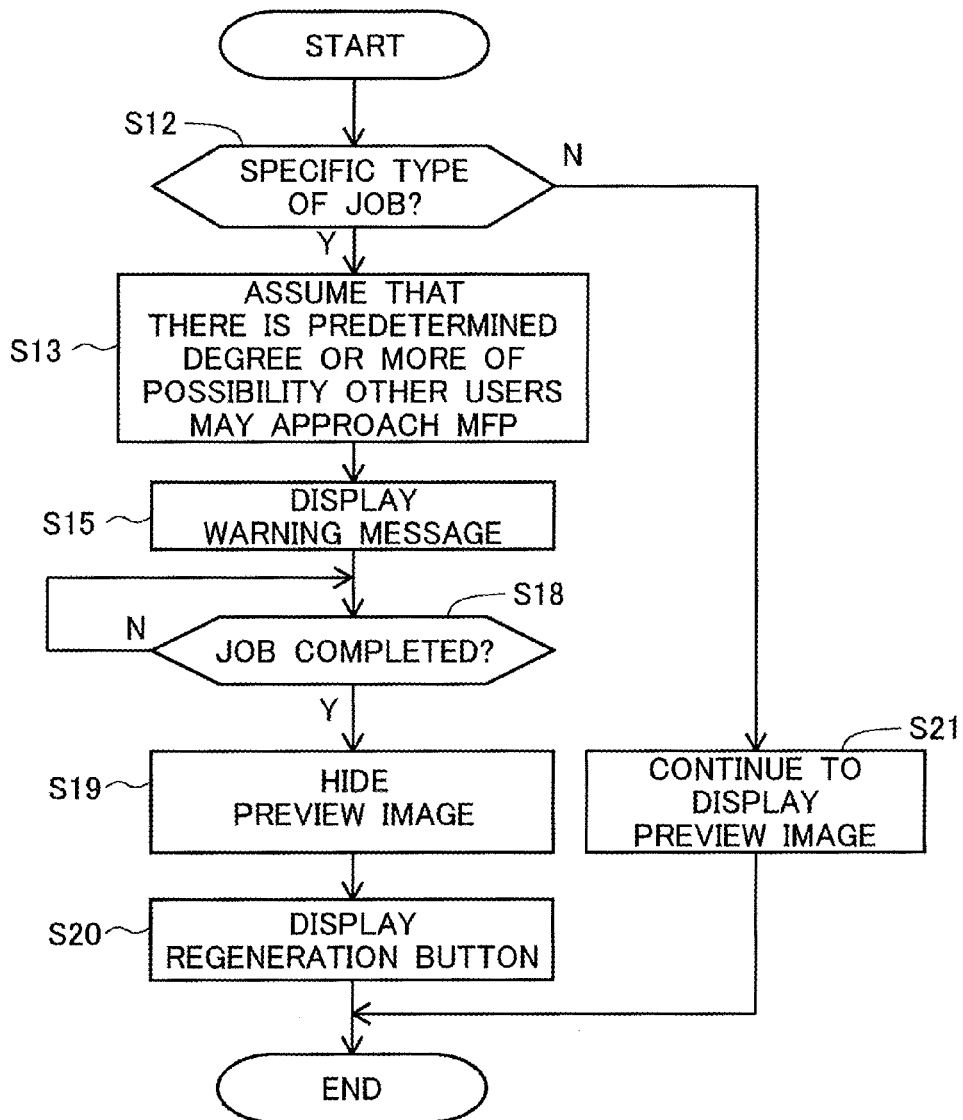 START
S12
SPECIFIC TYPE
OF JOB?
N
Y
S13
ASSUME THAT
THERE IS PREDETERMINED
DEGREE OR MORE OF
POSSIBILITY OTHER USERS
MAY APPROACH MFP
S15
DISPLAY
WARNING MESSAGE
S18
N
JOB COMPLETED?
Y
S19
HIDE
PREVIEW IMAGE
S21
CONTINUE TO
DISPLAY
PREVIEW IMAGE
S20
DISPLAY
REGENERATION BUTTON
END